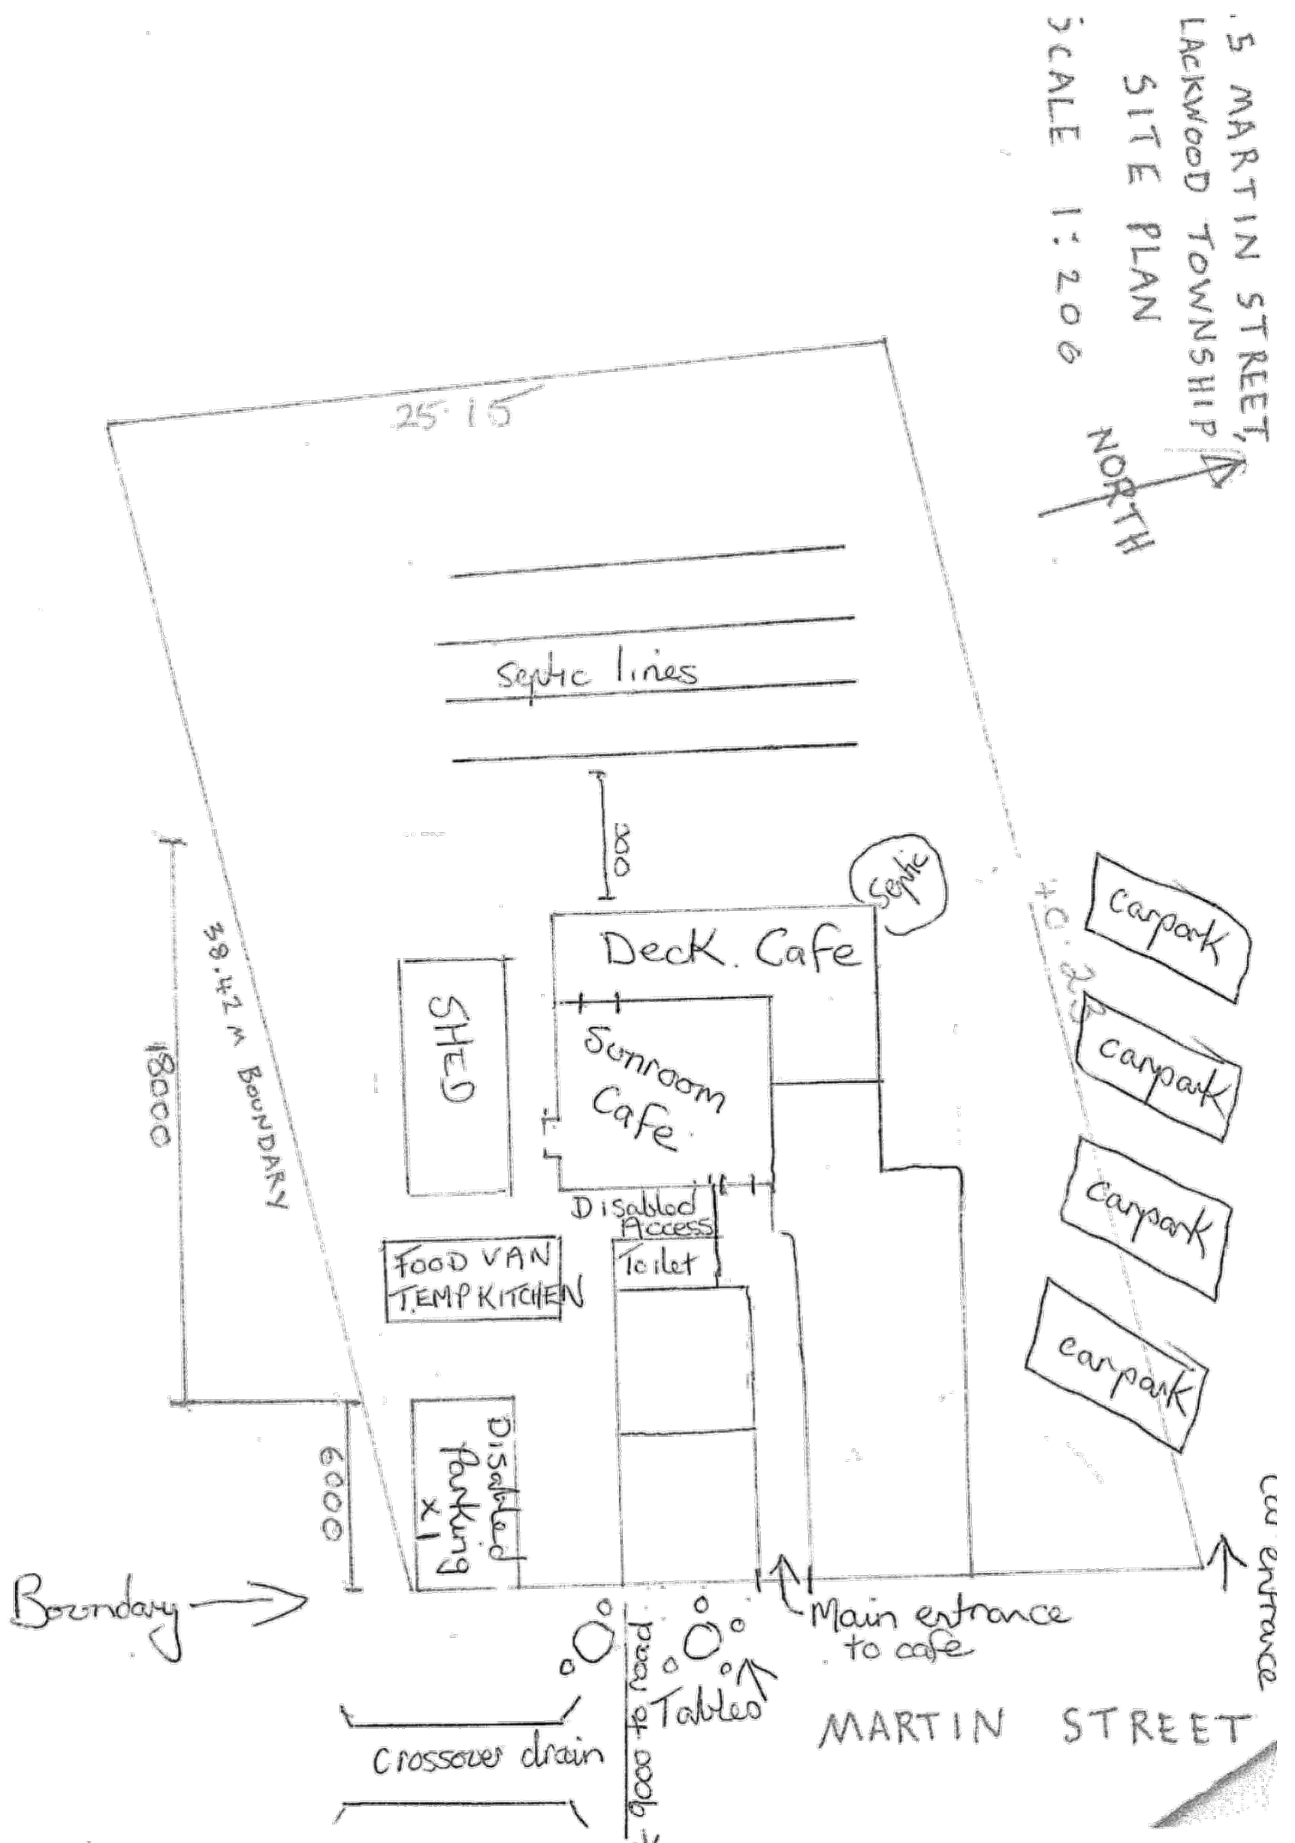 .5 MARTIN STREET,
LACKWOOD TOWNSHIP
SITE PLAN
SCALE 1:200
NORTH
25.15
Septic lines
Septic
Deck. Cafe
Sunroom
Cafe
SHED
38.42 M BOUNDARY
18000
carpark
carpark
carpark
carpark
Disabled
Access
Toilet
FOOD VAN
TEMP KITCHEN
Disabled
Parking
x1
6000
Boundary
Main entrance
to cafe
car entrance
Tables
MARTIN STREET
Crossover drain
9000 to road